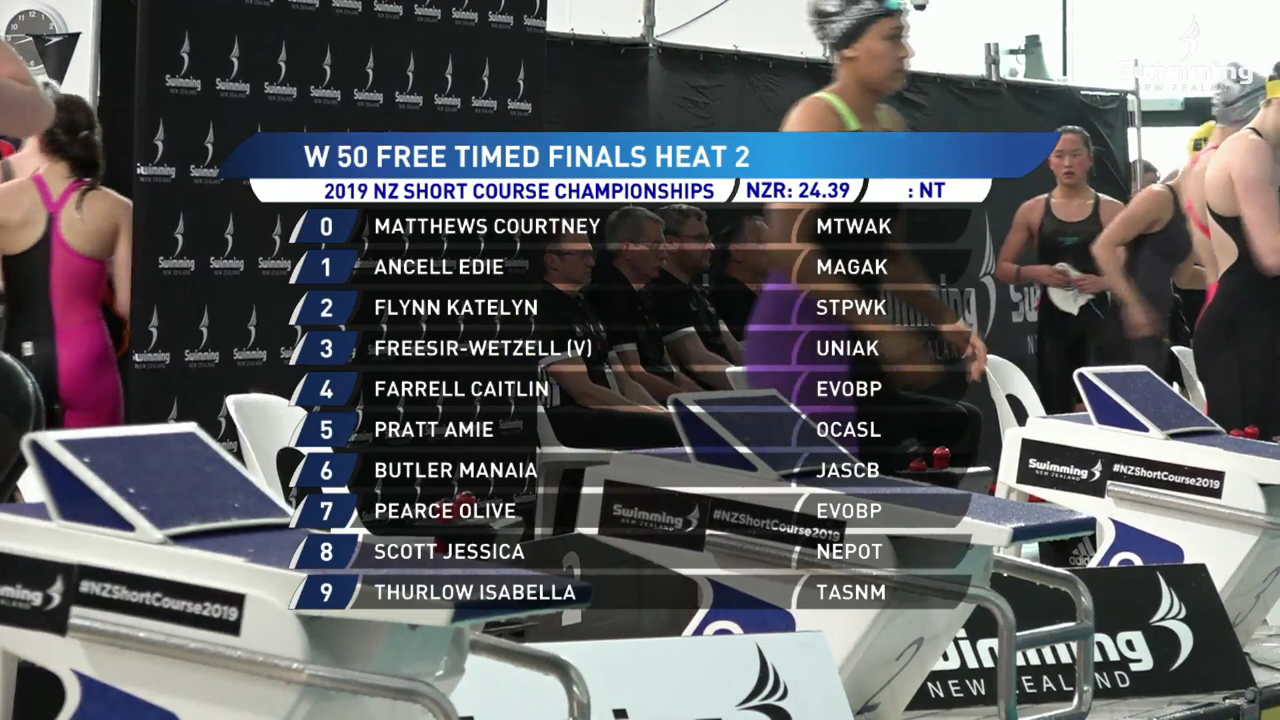 W 50 FREE TIMED FINALS HEAT 2
2019 NZ SHORT COURSE CHAMPIONSHIPS NZR: 24.39 : NT
0 MATTHEWS COURTNEY MTWAK
1 ANCELL EDIE MAGAK
2 FLYNN KATELYN STPWK
3 FREESIR-WETZELL (V) UNIAK
4 FARRELL CAITLIN EVOBP
5 PRATT AMIE OCASL
6 BUTLER MANAIA JASCB
7 PEARCE OLIVE EVOBP
8 SCOTT JESSICA NEPOT
9 THURLOW ISABELLA TASNM
Swimming
NEW ZEALAND
Swimming
NEW ZEALAND
#NZShortCourse2019
Swimming
NEW ZEALAND
#NZShortCourse2019
#NZShortCourse2019
adidas
Swimming
NEW ZEALAND